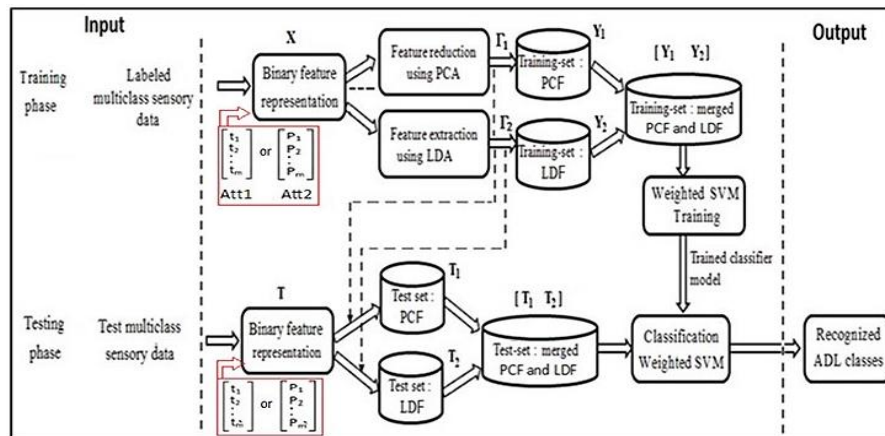 Input
Output
Training
phase
Labeled
multiclass sensory
data
X
Binary feature
representation
t₁
t₂
⋮
tₘ
or
P₁
P₂
⋮
Pₘ
Att1
Att2
Feature reduction
using PCA
Γ₁
Y₁
Training-set :
PCF
Feature extraction
using LDA
Γ₂
Y₂
Training-set :
LDF
[ Y₁ Y₂]
Training-set : merged
PCF and LDF
Weighted SVM
Training
Trained classifier
model
Testing
phase
Test multiclass
sensory data
T
Binary feature
representation
t₁
t₂
⋮
or
P₁
P₂
⋮
T₁
Test set :
PCF
T₂
Test set :
LDF
[ T₁ T₂]
Test-set : merged
PCF and LDF
Classification
Weighted SVM
Recognized
ADL classes